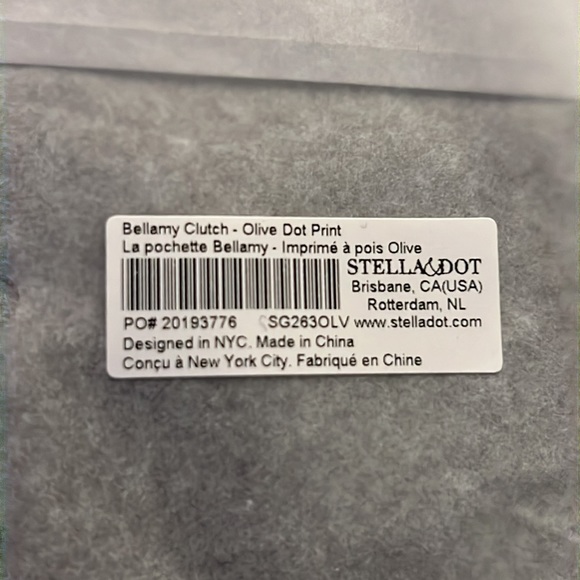 Bellamy Clutch - Olive Dot Print
La pochette Bellamy - Imprimé à pois Olive
STELLA&DOT
Brisbane, CA(USA)
Rotterdam, NL
PO# 20193776 SG263OLV www.stelladot.com
Designed in NYC. Made in China
Conçu à New York City. Fabriqué en Chine